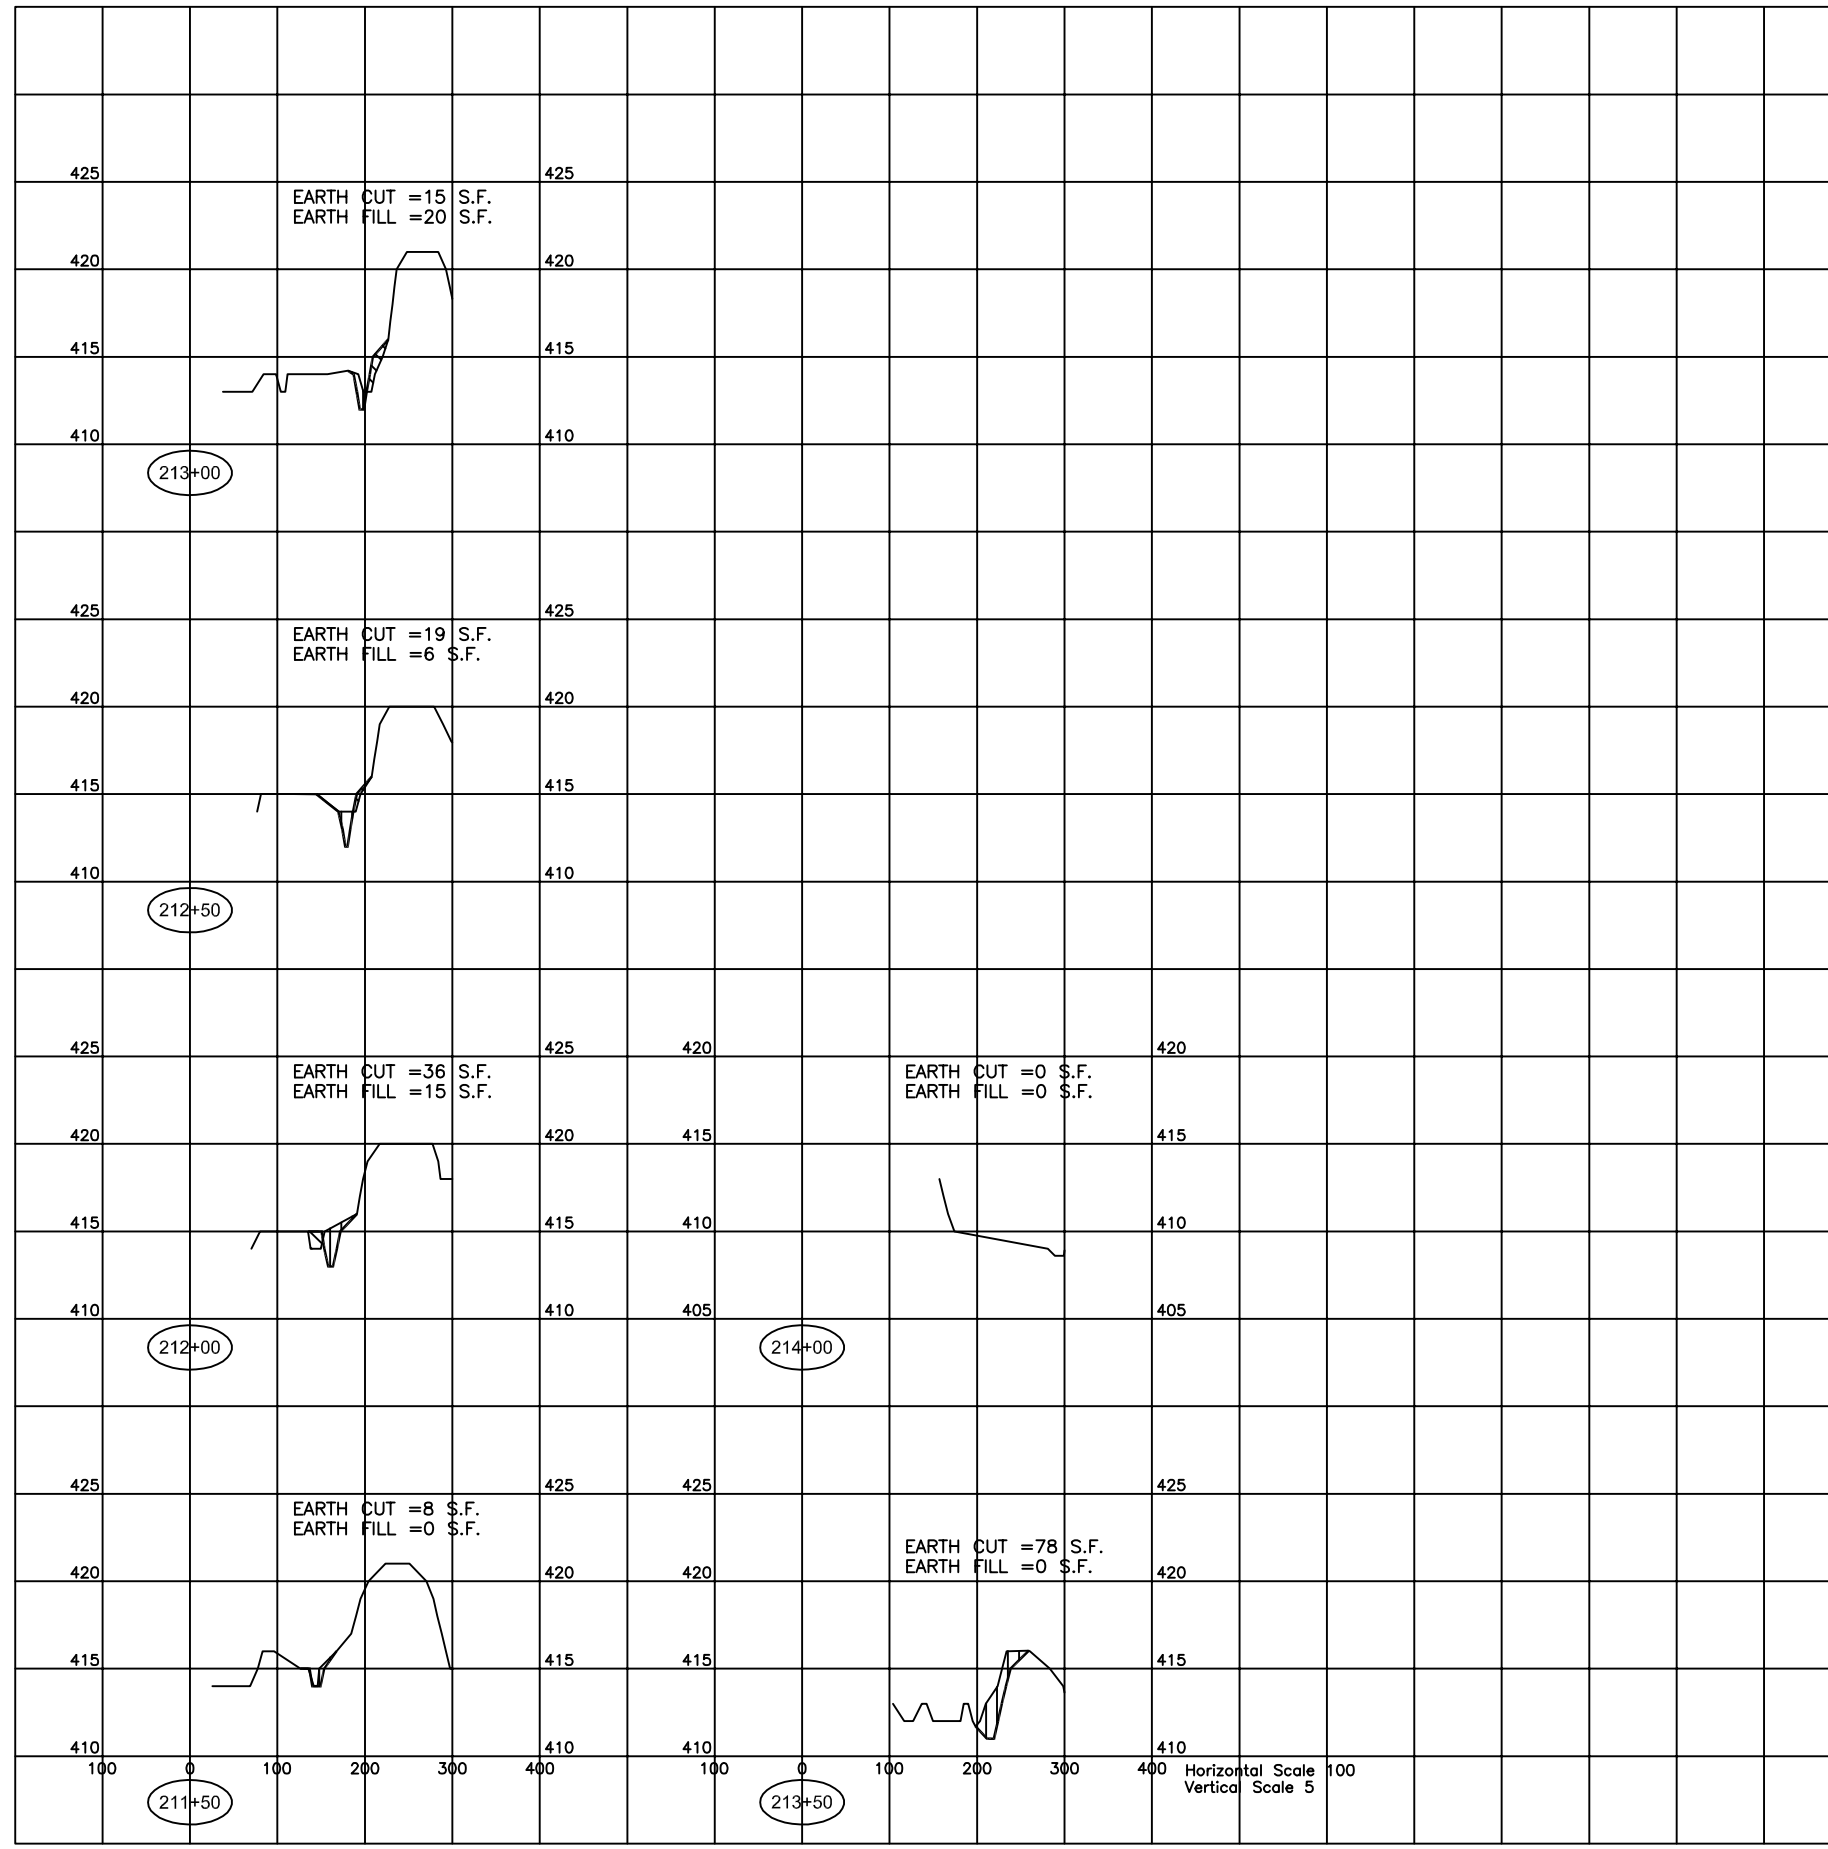 425 425
EARTH CUT =15 S.F.
EARTH FILL =20 S.F.
420 420
415 415
410 410
213+00
425 425
EARTH CUT =19 S.F.
EARTH FILL =6 S.F.
420 420
415 415
410 410
212+50
425 425
EARTH CUT =36 S.F.
EARTH FILL =15 S.F.
420 420
415 415
410 410
212+00
420 420
EARTH CUT =0 S.F.
EARTH FILL =0 S.F.
415 415
410 410
405 405
214+00
425 425
EARTH CUT =8 S.F.
EARTH FILL =0 S.F.
420 420
415 415
410 410
100 0 100 200 300 400
211+50
425 425
EARTH CUT =78 S.F.
EARTH FILL =0 S.F.
420 420
415 415
410 410
100 0 100 200 300 400
213+50
Horizontal Scale 100
Vertical Scale 5